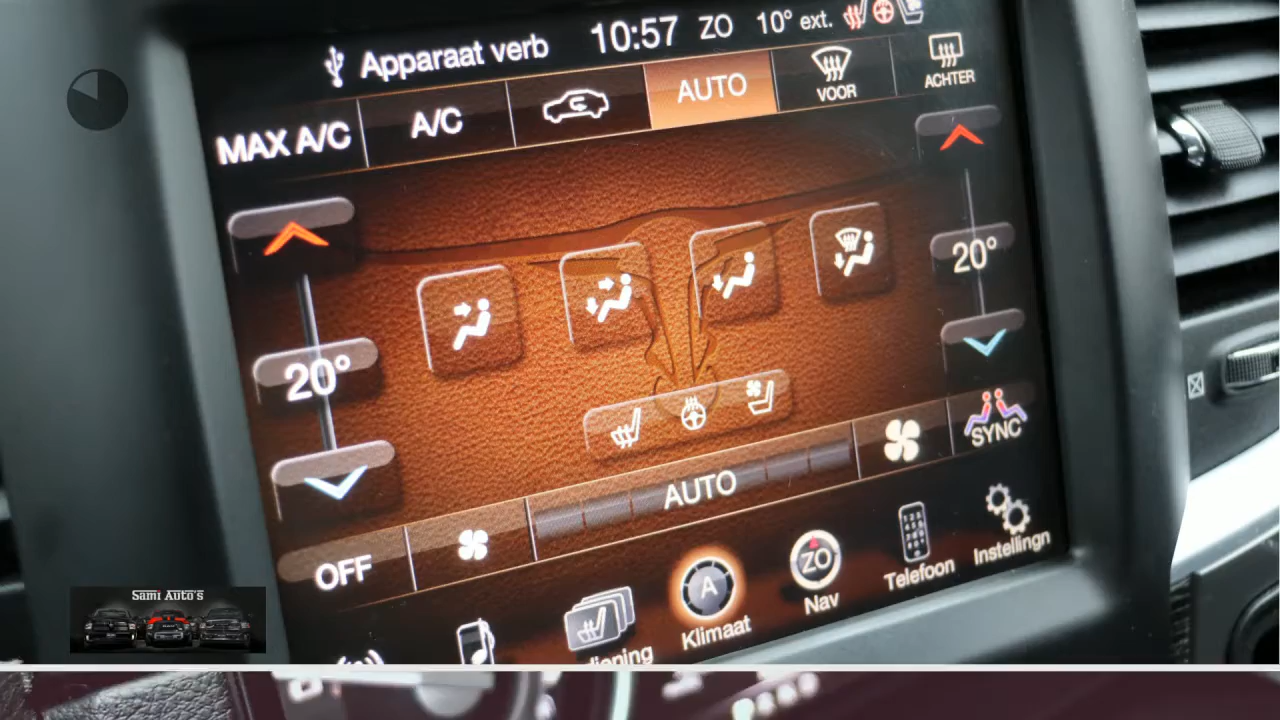 Apparaat verb 10:57 ZO 10° ext.
MAX A/C A/C AUTO VOOR ACHTER
20° 20°
SYNC
AUTO
OFF
Klimaat Nav Telefoon Instellingn
ZO
A
Sami Auto's